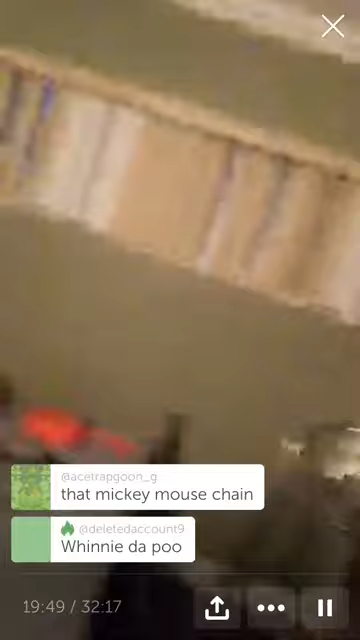 @acetrapgoon_g
that mickey mouse chain
@deletedaccount9
Whinnie da poo
19:49 / 32:17